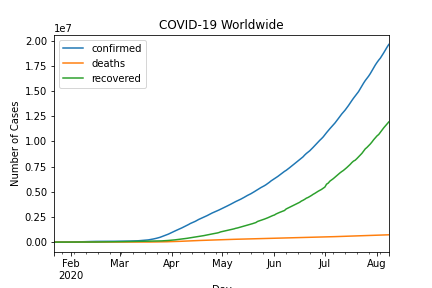 COVID-19 Worldwide
1e7
confirmed
deaths
recovered
2.00
1.75
1.50
1.25
1.00
0.75
0.50
0.25
0.00
Number of Cases
Feb Mar Apr May Jun Jul Aug
2020